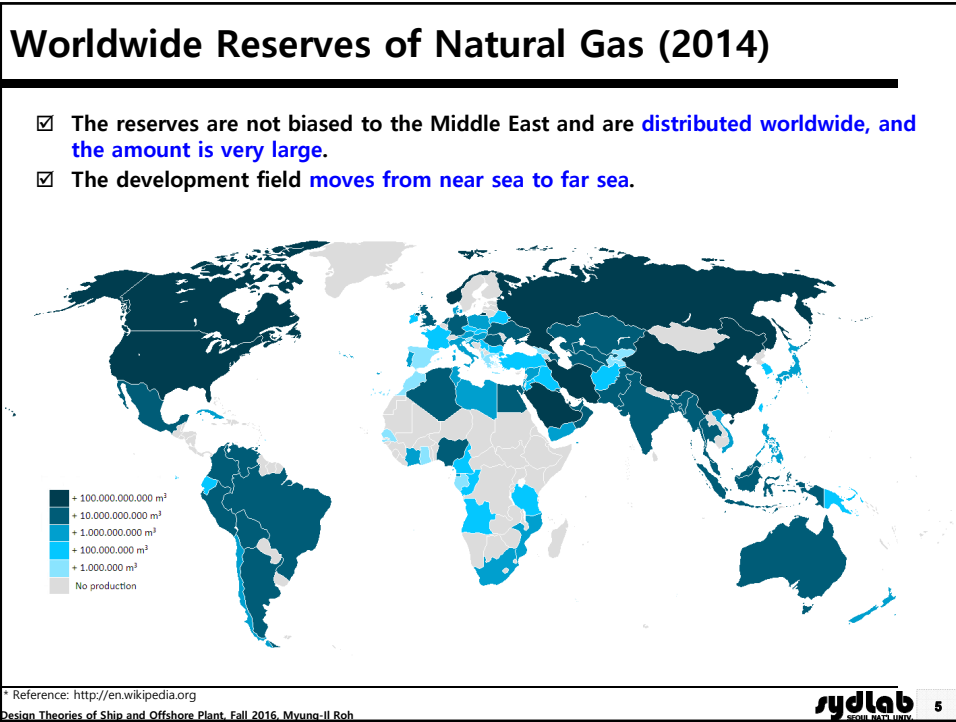 Worldwide Reserves of Natural Gas (2014)
☑ The reserves are not biased to the Middle East and are distributed worldwide, and
the amount is very large.
☑ The development field moves from near sea to far sea.
+ 100.000.000.000 m³
+ 10.000.000.000 m³
+ 1.000.000.000 m³
+ 100.000.000 m³
+ 1.000.000 m³
No production
* Reference: http://en.wikipedia.org
Design Theories of Ship and Offshore Plant, Fall 2016, Myung-Il Roh
sydlab
SEOUL NAT'L UNIV.
5